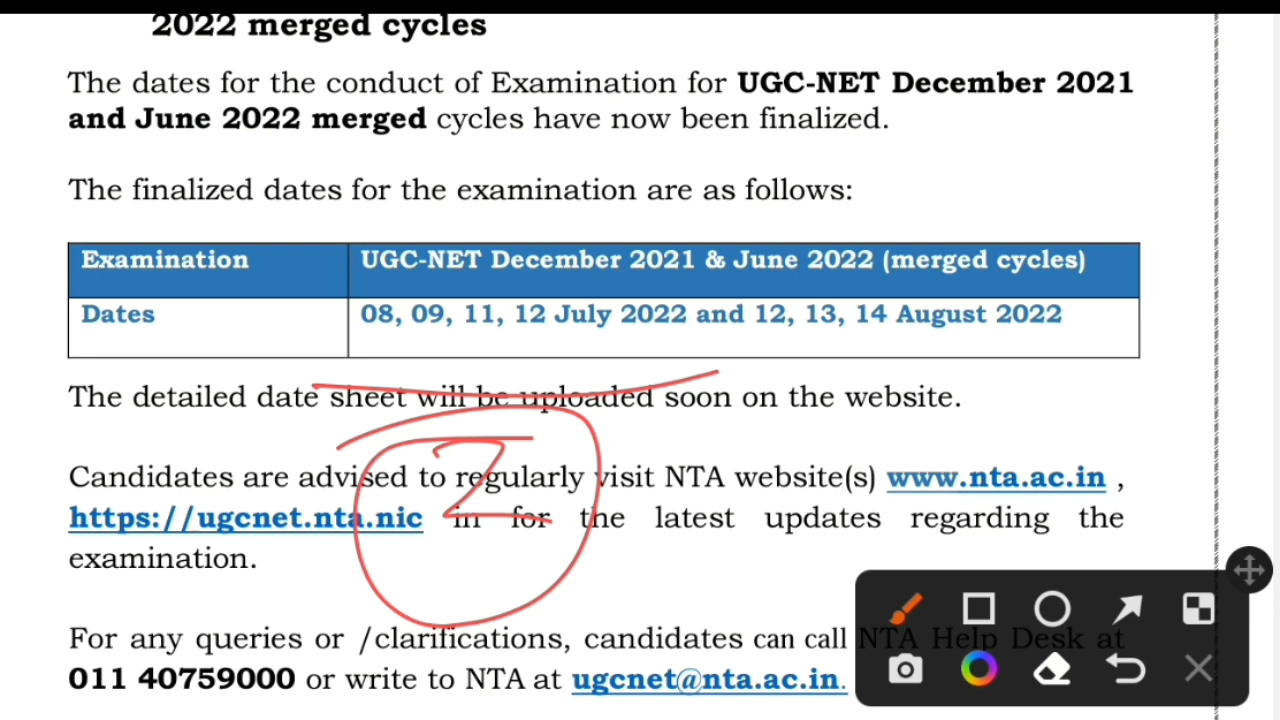 2022 merged cycles
The dates for the conduct of Examination for UGC-NET December 2021
and June 2022 merged cycles have now been finalized.
The finalized dates for the examination are as follows:
Examination UGC-NET December 2021 & June 2022 (merged cycles)
Dates 08, 09, 11, 12 July 2022 and 12, 13, 14 August 2022
The detailed date sheet will be uploaded soon on the website.
Candidates are advised to regularly visit NTA website(s) www.nta.ac.in ,
https://ugcnet.nta.nic in for the latest updates regarding the
examination.
2
For any queries or /clarifications, candidates can call NTA Help Desk at
011 40759000 or write to NTA at ugcnet@nta.ac.in.